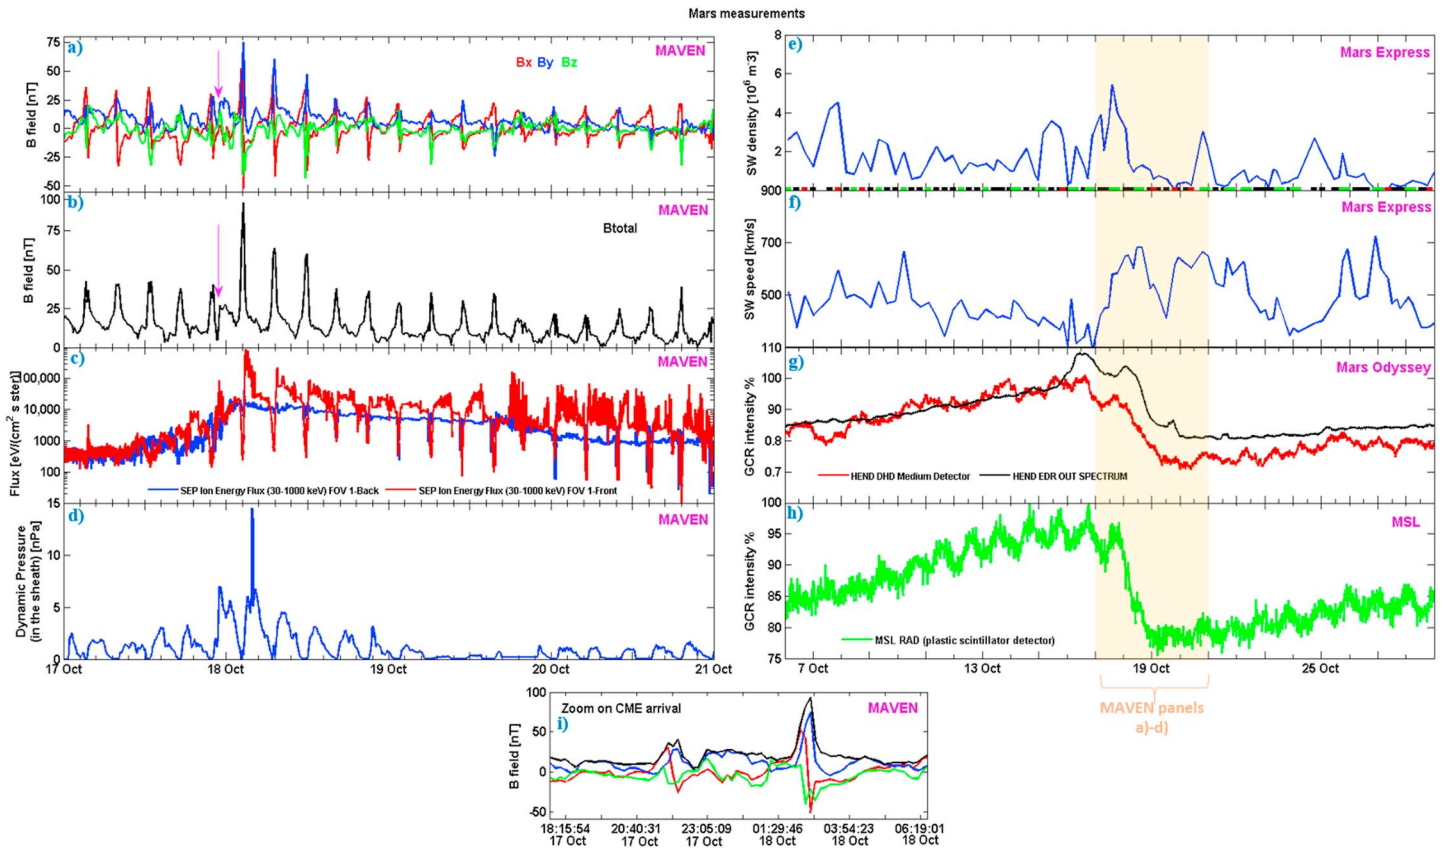 Mars measurements
a)
MAVEN
Bx By Bz
B field [nT]
75
50
25
0
-25
-50
b)
MAVEN
Btotal
B field [nT]
100
75
50
25
0
c)
MAVEN
Flux [eV/(cm² s ster)]
100,000
10,000
1000
100
15
SEP Ion Energy Flux (30-1000 keV) FOV 1-Back
SEP Ion Energy Flux (30-1000 keV) FOV 1-Front
d)
MAVEN
Dynamic Pressure
(in the sheath) [nPa]
10
5
0
17 Oct
18 Oct
19 Oct
20 Oct
21 Oct
e)
Mars Express
SW density [10⁶ m⁻3]
8
6
4
2
900
f)
Mars Express
SW speed [km/s]
700
500
110
g)
Mars Odyssey
GCR intensity %
100
90
0.8
0.7
100
HEND DHD Medium Detector
HEND EDR OUT SPECTRUM
h)
MSL
GCR intensity %
95
90
85
80
75
MSL RAD (plastic scintillator detector)
7 Oct
13 Oct
19 Oct
25 Oct
MAVEN panels
a)-d)
Zoom on CME arrival
MAVEN
i)
B field [nT]
100
50
0
-50
18:15:54
17 Oct
20:40:31
17 Oct
23:05:09
17 Oct
01:29:46
18 Oct
03:54:23
18 Oct
06:19:01
18 Oct